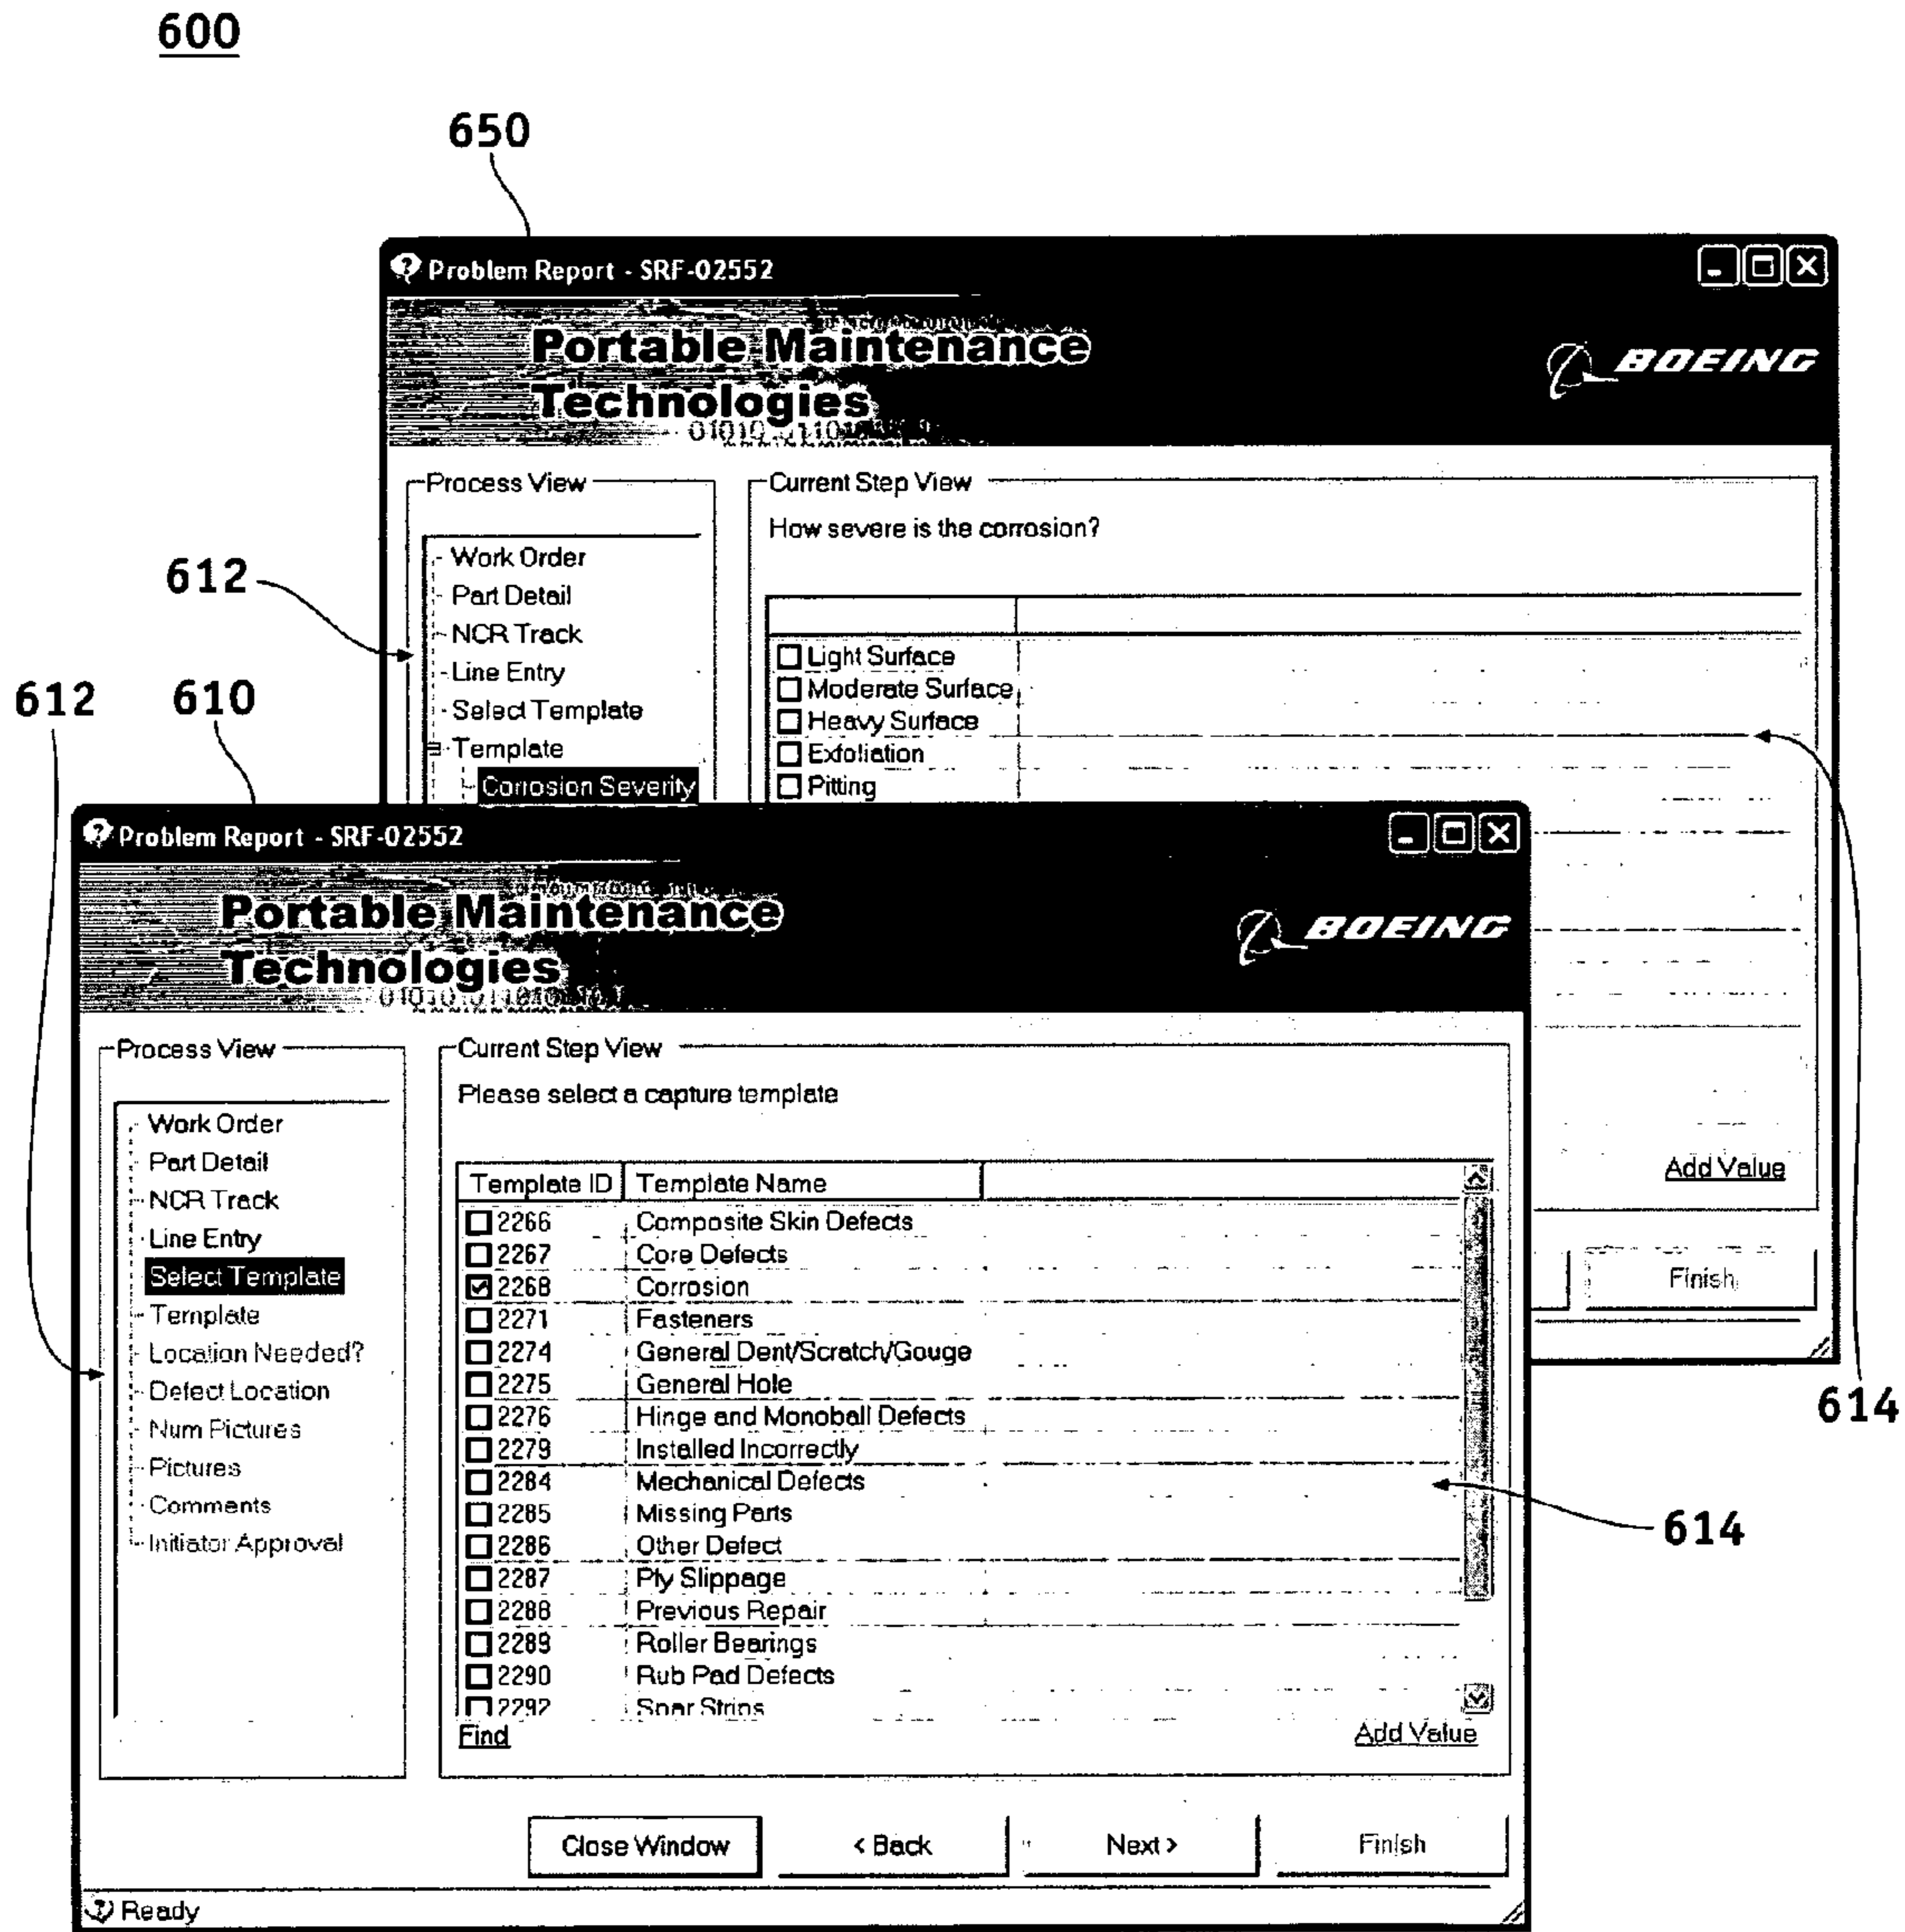 600
650
Problem Report - SRF-02552
Portable Maintenance
Technologies
BOEING
Process View
Current Step View
How severe is the corrosion?
Work Order
Part Detail
NCR Track
Line Entry
Select Template
Template
Corrosion Severity
Light Surface
Moderate Surface
Heavy Surface
Exfoliation
Pitting
Add Value
Finish
612
614
612
610
Problem Report - SRF-02552
Portable Maintenance
Technologies
BOEING
Process View
Current Step View
Please select a capture template
Work Order
Part Detail
NCR Track
Line Entry
Select Template
Template
Location Needed?
Defect Location
Num Pictures
Pictures
Comments
Initiator Approval
Template ID Template Name
2266 Composite Skin Defects
2267 Core Defects
2268 Corrosion
2271 Fasteners
2274 General Dent/Scratch/Gouge
2275 General Hole
2276 Hinge and Monoball Defects
2279 Installed Incorrectly
2284 Mechanical Defects
2285 Missing Parts
2286 Other Defect
2287 Ply Slippage
2288 Previous Repair
2289 Roller Bearings
2290 Rub Pad Defects
2292 Spar Strips
Find Add Value
614
Close Window < Back Next > Finish
Ready